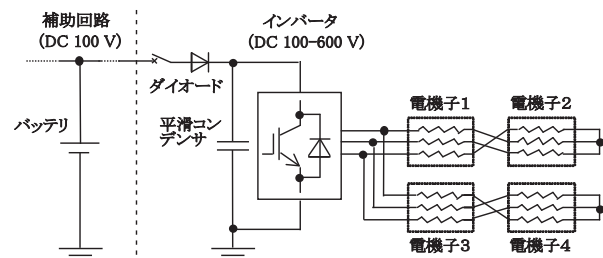 補助回路
(DC 100 V)
インバータ
(DC 100-600 V)
ダイオード
バッテリ
平滑コン
デンサ
電機子1
電機子2
電機子3
電機子4